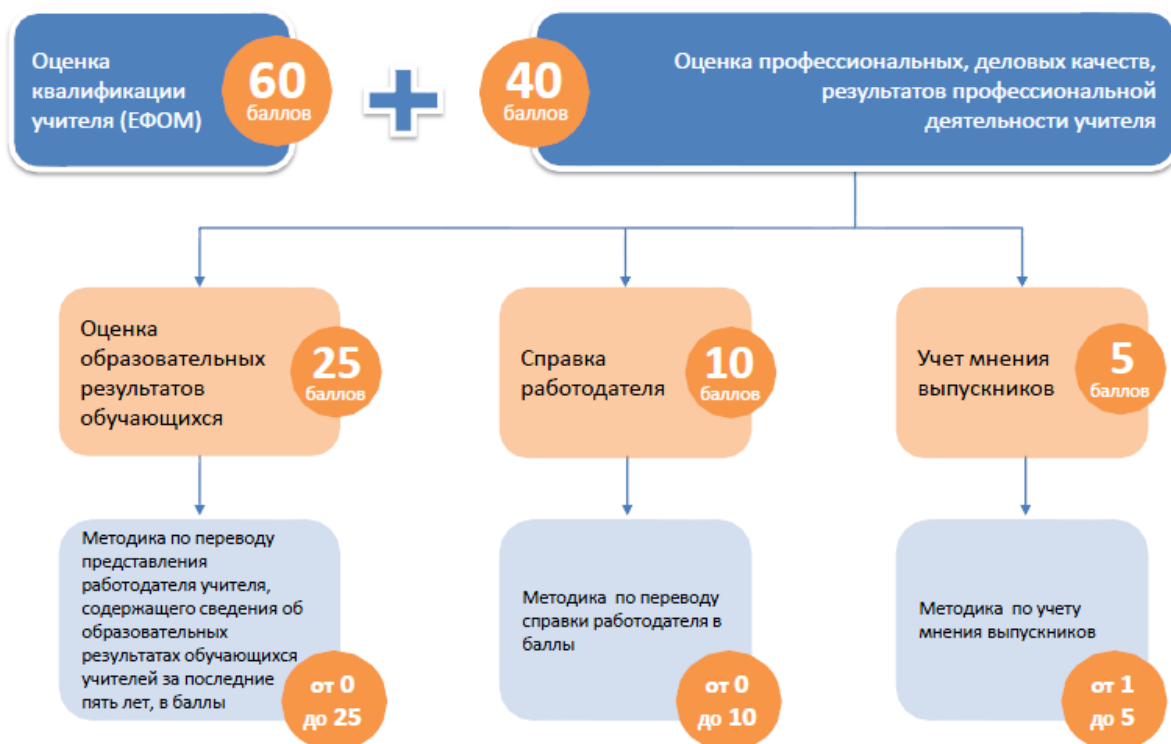 Оценка
квалификации
учителя (ЕФОМ)
60
баллов
40
баллов
Оценка профессиональных, деловых качеств,
результатов профессиональной
деятельности учителя
Оценка
образовательных
результатов
обучающихся
25
баллов
Справка
работодателя
10
баллов
Учет мнения
выпускников
5
баллов
Методика по переводу
представления
работодателя учителя,
содержащего сведения об
образовательных
результатах обучающихся
учителей за последние
пять лет, в баллы
от 0
до 25
Методика по переводу
справки работодателя в
баллы
от 0
до 10
Методика по учету
мнения выпускников
от 1
до 5